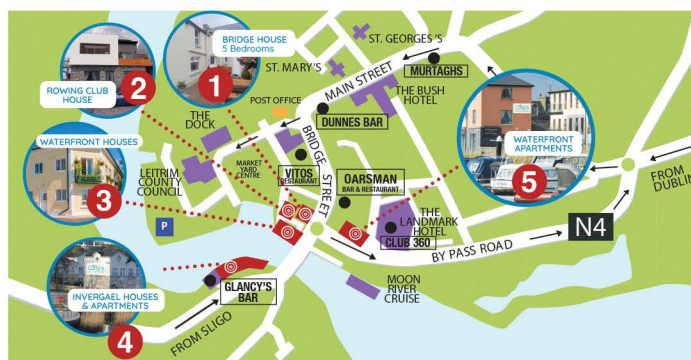 BRIDGE HOUSE
5 Bedrooms
1
ROWING CLUB
HOUSE
2
WATERFRONT HOUSES
3
INVERGAEL HOUSES
& APARTMENTS
4
WATERFRONT
APARTMENTS
5
ST. GEORGES'S
ST. MARY'S
MURTAGHS
MAIN STREET
THE BUSH
HOTEL
POST OFFICE
DUNNES BAR
THE
DOCK
BRIDGE STREET
MARKET
YARD
CENTRE
VITOS
RESTAURANT
OARSMAN
BAR & RESTAURANT
LEITRIM
COUNTY
COUNCIL
P
THE
LANDMARK
HOTEL
CLUB 360
BY PASS ROAD
N4
FROM
DUBLIN
MOON
RIVER
CRUISE
GLANCY'S
BAR
FROM SLIGO